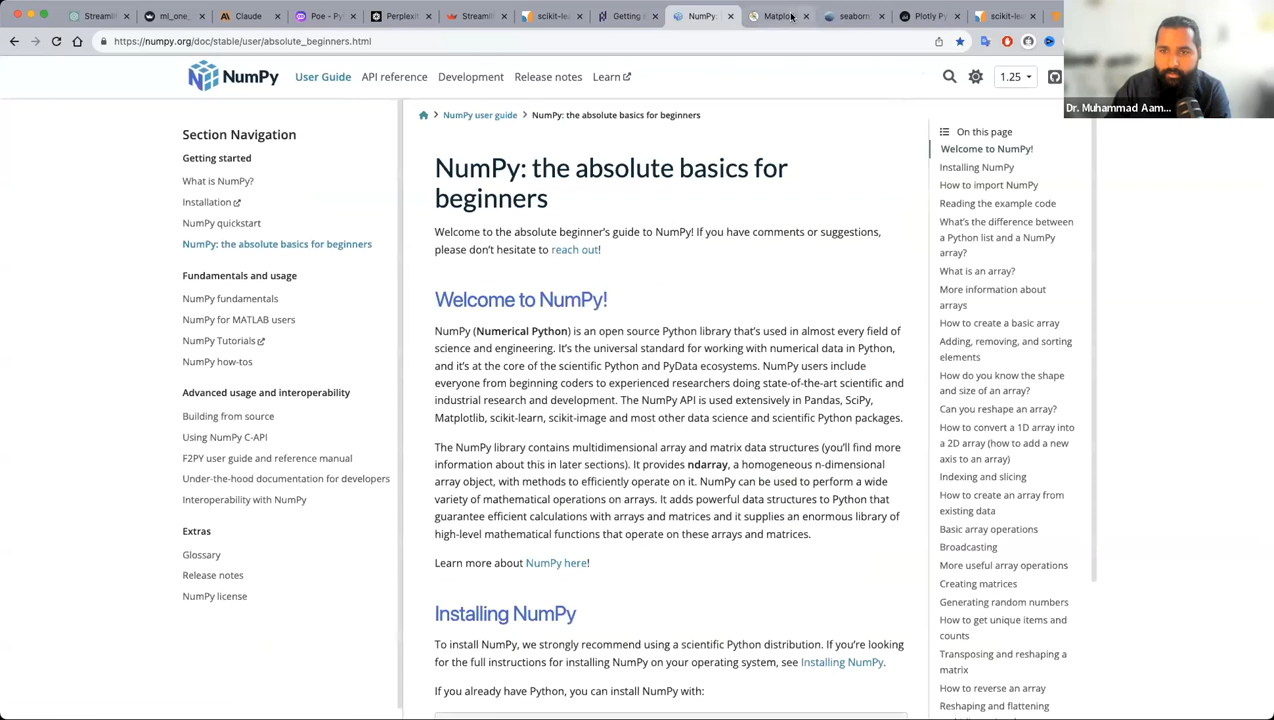 Streaml
ml_one_
Claude
Poe - Py
Perplexi
Streaml
scikit-le
Getting
NumPy:
Matplo
seaborn
Plotly Py
scikit-le
https://numpy.org/doc/stable/user/absolute_beginners.html
NumPy
User Guide
API reference
Development
Release notes
Learn
1.25
Dr. Muhammad Aam...
Section Navigation
Getting started
What is NumPy?
Installation
NumPy quickstart
NumPy: the absolute basics for beginners
Fundamentals and usage
NumPy fundamentals
NumPy for MATLAB users
NumPy Tutorials
NumPy how-tos
Advanced usage and interoperability
Building from source
Using NumPy C-API
F2PY user guide and reference manual
Under-the-hood documentation for developers
Interoperability with NumPy
Extras
Glossary
Release notes
NumPy license
NumPy user guide > NumPy: the absolute basics for beginners
NumPy: the absolute basics for
beginners
Welcome to the absolute beginner's guide to NumPy! If you have comments or suggestions,
please don't hesitate to reach out!
Welcome to NumPy!
NumPy (Numerical Python) is an open source Python library that's used in almost every field of
science and engineering. It's the universal standard for working with numerical data in Python,
and it's at the core of the scientific Python and PyData ecosystems. NumPy users include
everyone from beginning coders to experienced researchers doing state-of-the-art scientific and
industrial research and development. The NumPy API is used extensively in Pandas, SciPy,
Matplotlib, scikit-learn, scikit-image and most other data science and scientific Python packages.
The NumPy library contains multidimensional array and matrix data structures (you'll find more
information about this in later sections). It provides ndarray, a homogeneous n-dimensional
array object, with methods to efficiently operate on it. NumPy can be used to perform a wide
variety of mathematical operations on arrays. It adds powerful data structures to Python that
guarantee efficient calculations with arrays and matrices and it supplies an enormous library of
high-level mathematical functions that operate on these arrays and matrices.
Learn more about NumPy here!
Installing NumPy
To install NumPy, we strongly recommend using a scientific Python distribution. If you're looking
for the full instructions for installing NumPy on your operating system, see Installing NumPy.
If you already have Python, you can install NumPy with:
On this page
Welcome to NumPy!
Installing NumPy
How to import NumPy
Reading the example code
What's the difference between
a Python list and a NumPy
array?
What is an array?
More information about
arrays
How to create a basic array
Adding, removing, and sorting
elements
How do you know the shape
and size of an array?
Can you reshape an array?
How to convert a 1D array into
a 2D array (how to add a new
axis to an array)
Indexing and slicing
How to create an array from
existing data
Basic array operations
Broadcasting
More useful array operations
Creating matrices
Generating random numbers
How to get unique items and
counts
Transposing and reshaping a
matrix
How to reverse an array
Reshaping and flattening